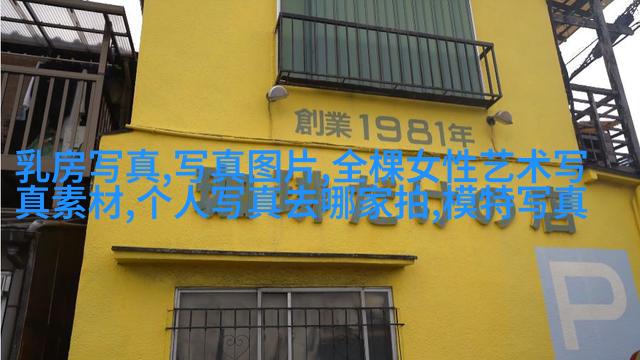 創業1981年
乳房写真,写真图片,全棵女性艺术写
真素材,个人写真去哪家拍,模持写真
P